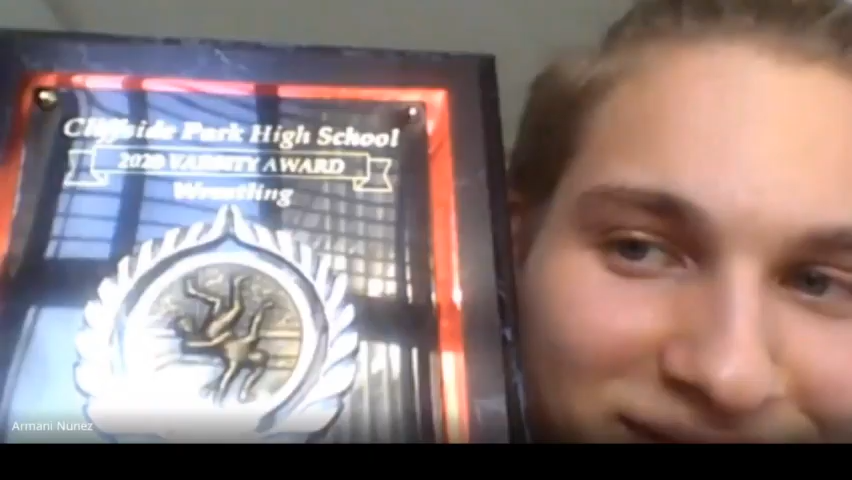 Cliffside Park High School
2020 VARSITY AWARD
Wrestling
Armani Nunez